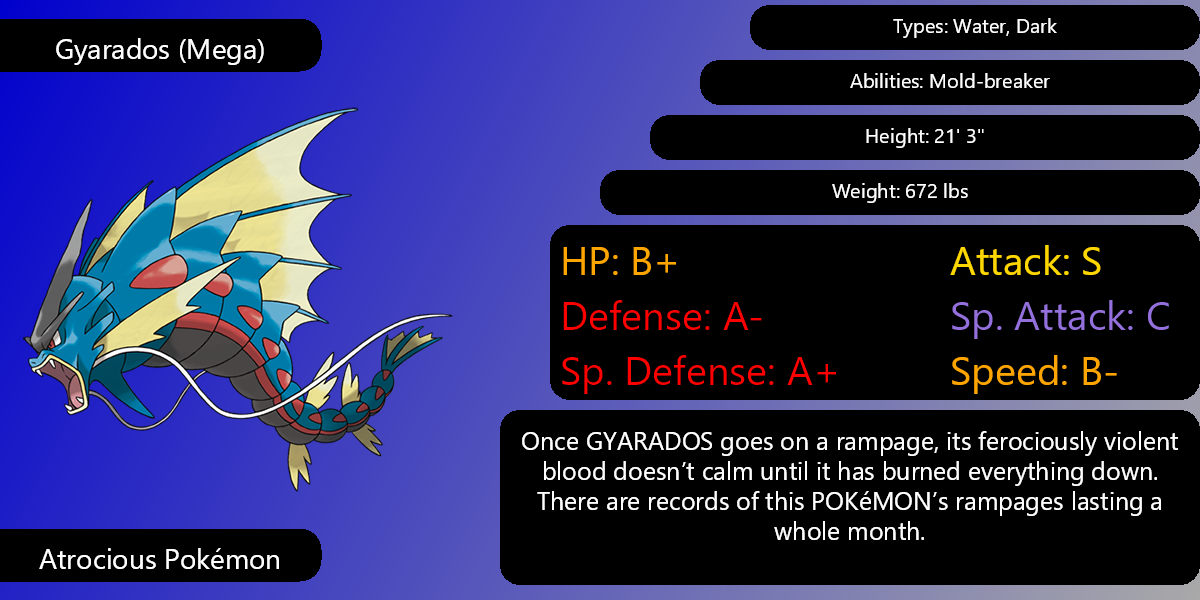 Gyarados (Mega)
Types: Water, Dark
Abilities: Mold-breaker
Height: 21' 3"
Weight: 672 lbs
HP: B+
Attack: S
Defense: A-
Sp. Attack: C
Sp. Defense: A+
Speed: B-
Once GYARADOS goes on a rampage, its ferociously violent
blood doesn’t calm until it has burned everything down.
There are records of this POKéMON’s rampages lasting a
whole month.
Atrocious Pokémon